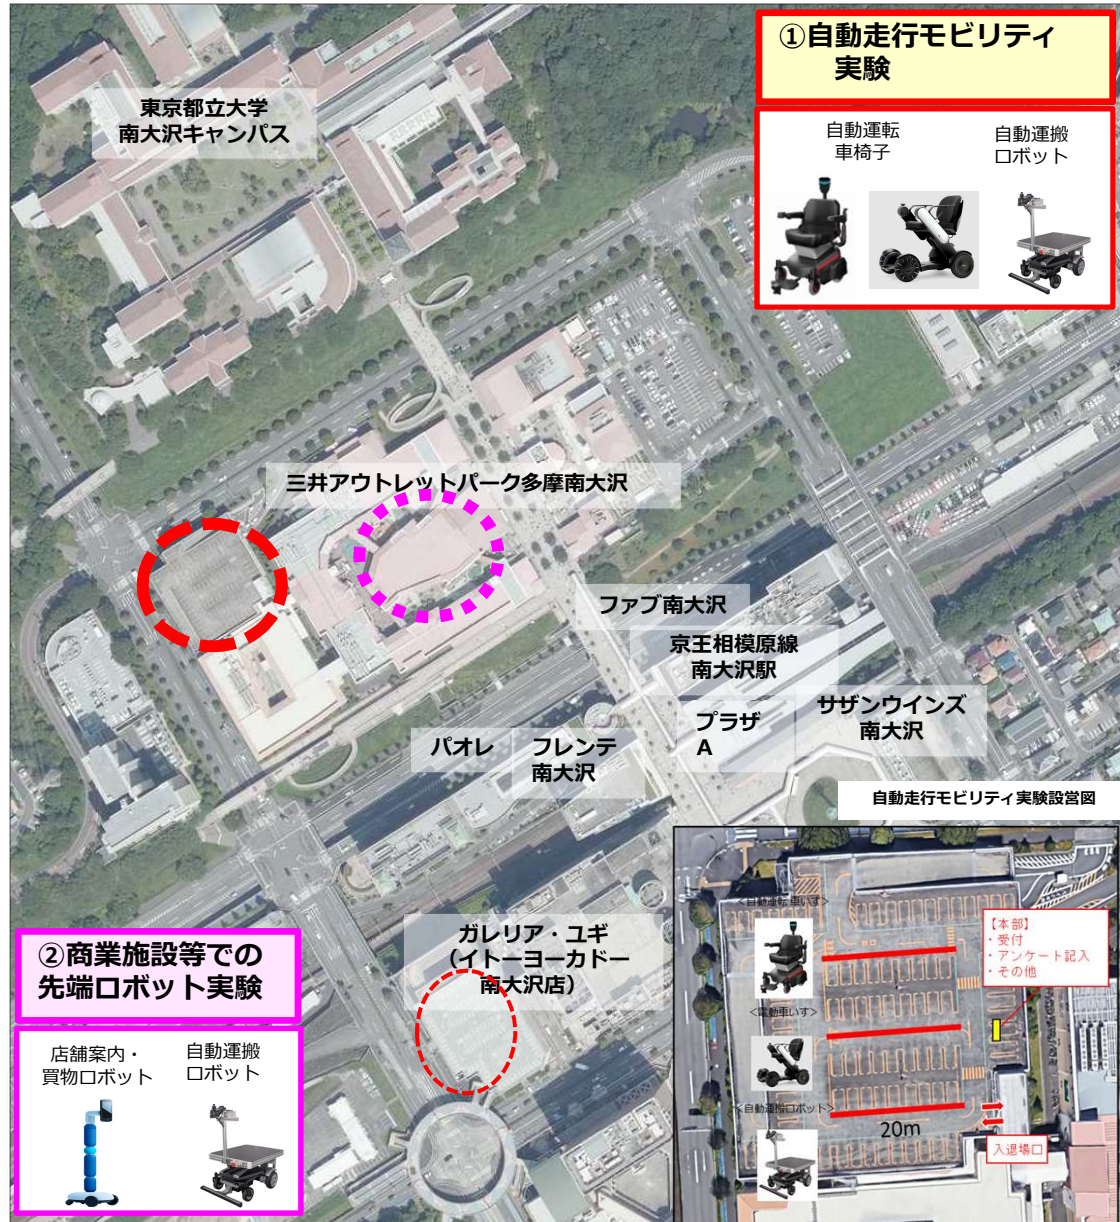 ①自動走行モビリティ
実験
自動運転
車椅子
自動運搬
ロボット
東京都立大学
南大沢キャンパス
三井アウトレットパーク多摩南大沢
ファブ南大沢
京王相模原線
南大沢駅
プラザ
A
サザンウインズ
南大沢
パオレ
フレンテ
南大沢
自動走行モビリティ実験設営図
<自動運転 車いす>
【本部】
・受付
・アンケート記入
・その他
<電動車いす>
<自動運搬ロボット>
20m
入退場口
ガレリア・ユギ
（イトーヨーカドー
南大沢店）
②商業施設等での
先端ロボット実験
店舗案内・
買物ロボット
自動運搬
ロボット